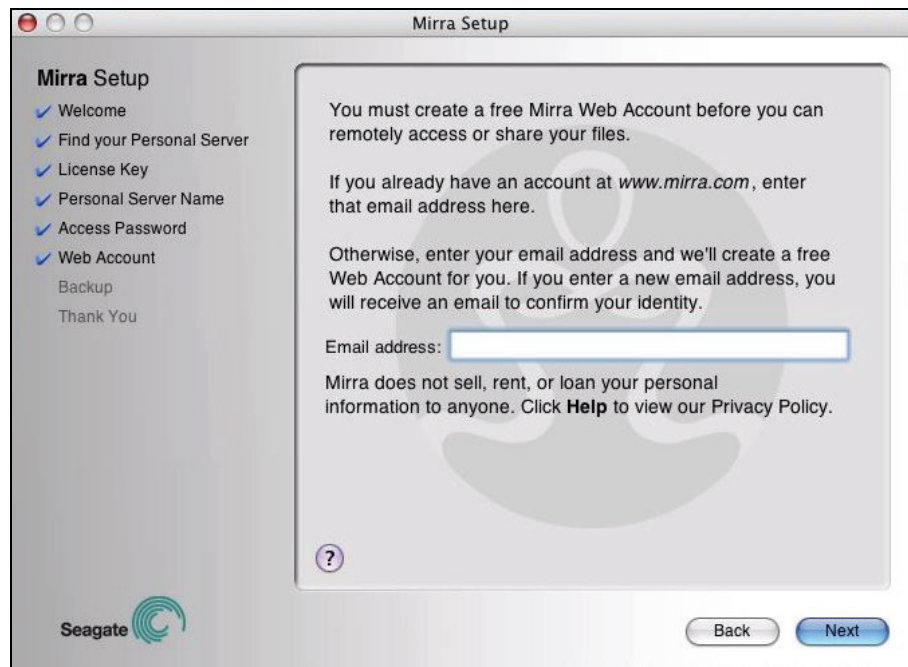 Mirra Setup
Mirra Setup
Welcome
Find your Personal Server
License Key
Personal Server Name
Access Password
Web Account
Backup
Thank You
You must create a free Mirra Web Account before you can
remotely access or share your files.
If you already have an account at www.mirra.com, enter
that email address here.
Otherwise, enter your email address and we'll create a free
Web Account for you. If you enter a new email address, you
will receive an email to confirm your identity.
Email address:
Mirra does not sell, rent, or loan your personal
information to anyone. Click Help to view our Privacy Policy.
?
Seagate
Back
Next